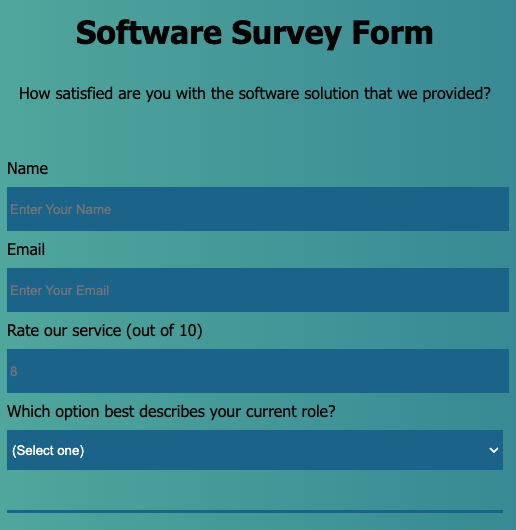 Software Survey Form
How satisfied are you with the software solution that we provided?
Name
Enter Your Name
Email
Enter Your Email
Rate our service (out of 10)
8
Which option best describes your current role?
(Select one)